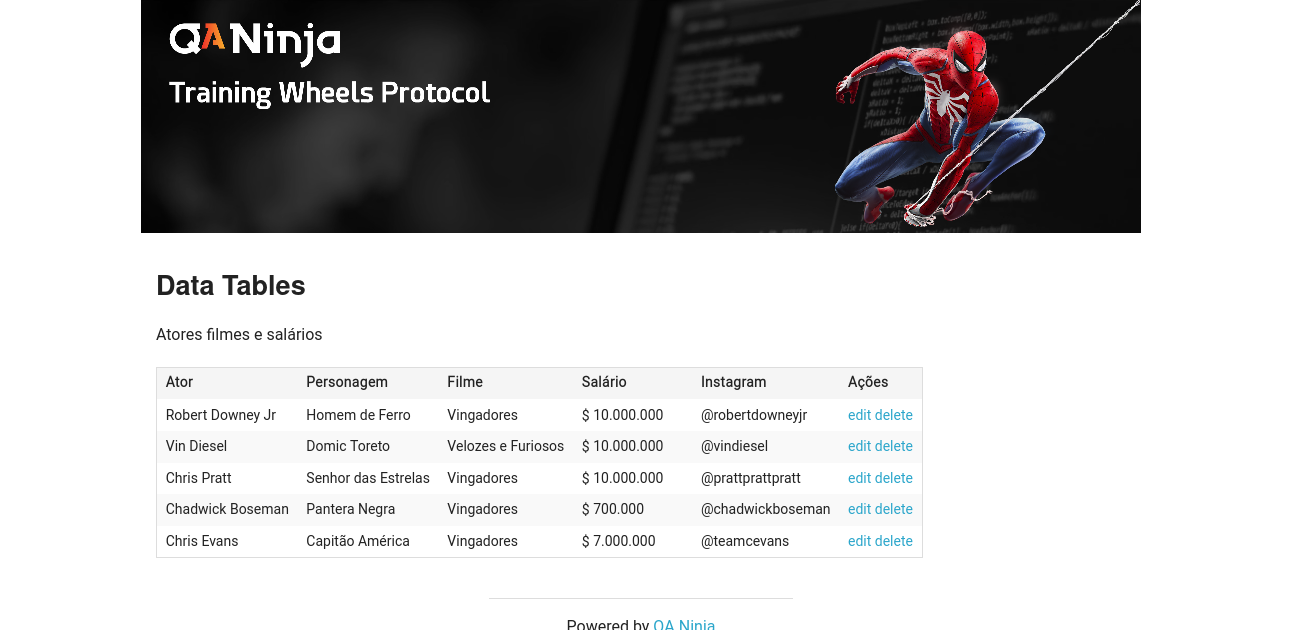 QANinja
Training Wheels Protocol
Data Tables
Atores filmes e salários
Ator Personagem Filme Salário Instagram Ações
Robert Downey Jr Homem de Ferro Vingadores $ 10.000.000 @robertdowneyjr edit delete
Vin Diesel Domic Toreto Velozes e Furiosos $ 10.000.000 @vindiesel edit delete
Chris Pratt Senhor das Estrelas Vingadores $ 10.000.000 @prattprattpratt edit delete
Chadwick Boseman Pantera Negra Vingadores $ 700.000 @chadwickboseman edit delete
Chris Evans Capitão América Vingadores $ 7.000.000 @teamcevans edit delete
Powered by QA Ninja